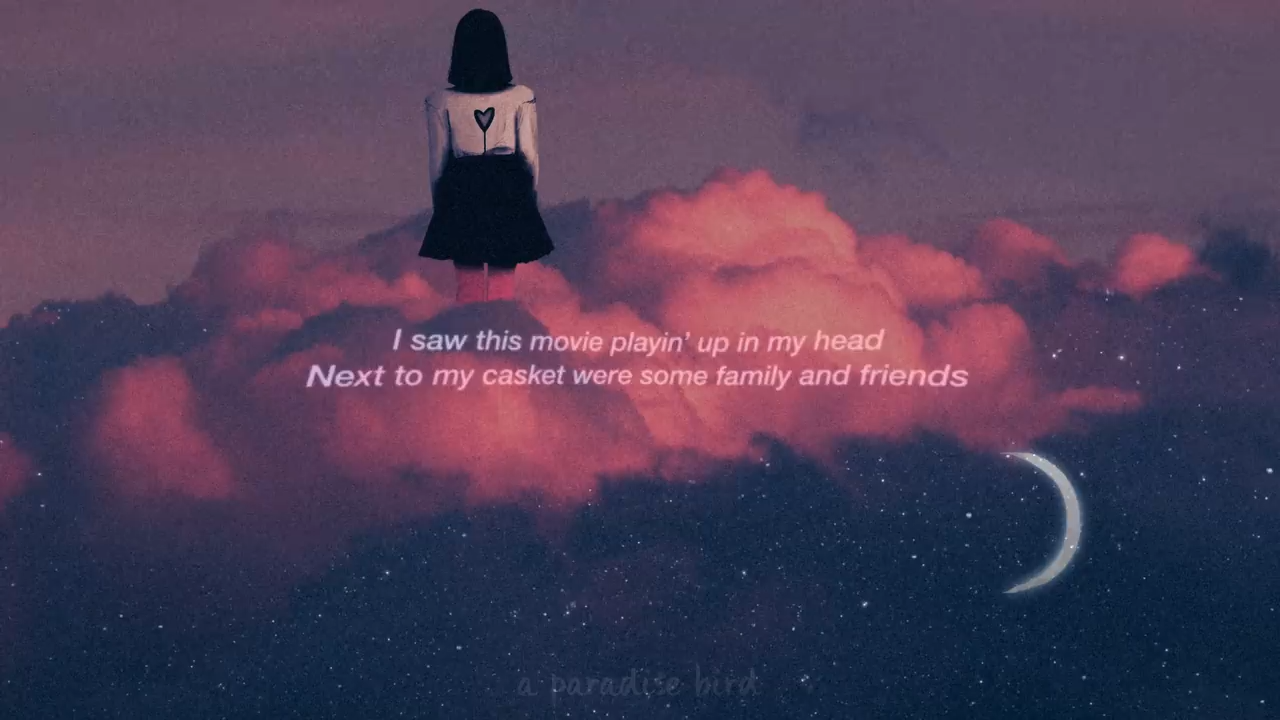 I saw this movie playin’ up in my head
Next to my casket were some family and friends
a paradise bird